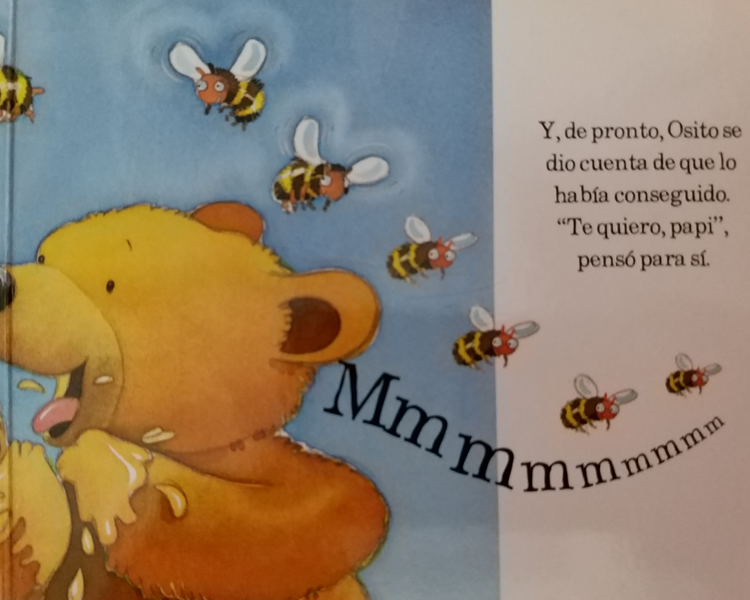 Y, de pronto, Osito se
dio cuenta de que lo
había conseguido.
“Te quiero, papi”,
pensó para sí.
Mmmmmmmmmm